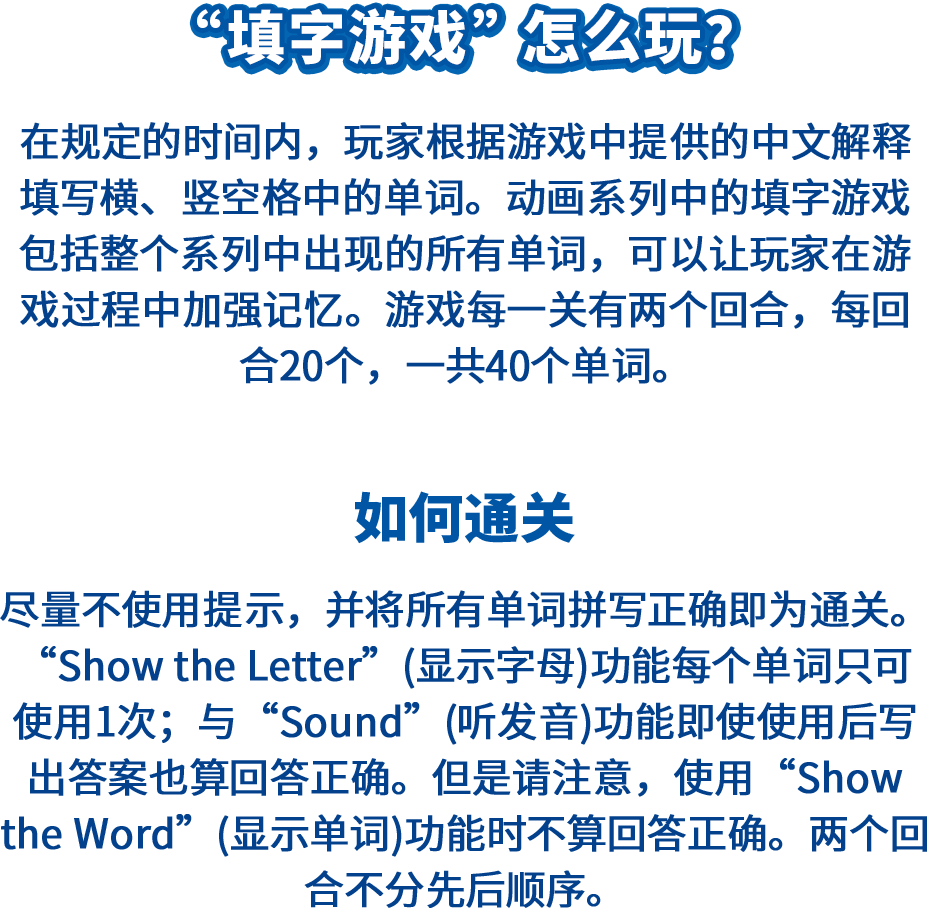 “填字游戏”怎么玩？
在规定的时间内，玩家根据游戏中提供的中文解释
填写横、竖空格中的单词。动画系列中的填字游戏
包括整个系列中出现的所有单词，可以让玩家在游
戏过程中加强记忆。游戏每一关有两个回合，每回
合20个，一共40个单词。
如何通关
尽量不使用提示，并将所有单词拼写正确即为通关。
“Show the Letter”(显示字母)功能每个单词只可
使用1次；与“Sound”(听发音)功能即使使用后写
出答案也算回答正确。但是请注意，使用“Show
the Word”(显示单词)功能时不算回答正确。两个回
合不分先后顺序。